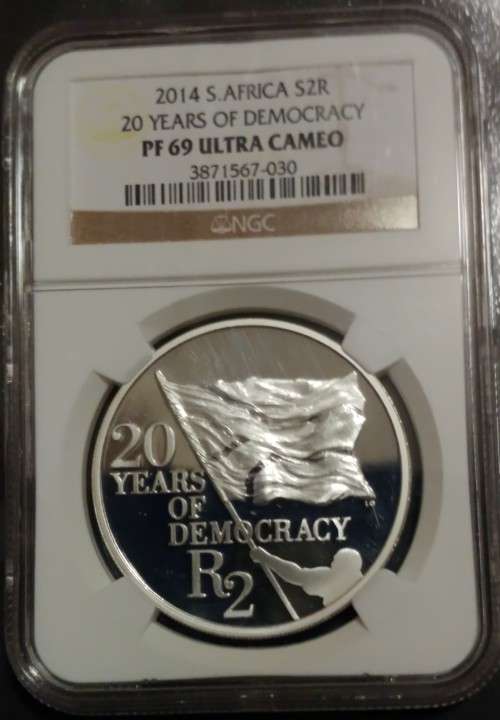 2014 S.AFRICA S2R
20 YEARS OF DEMOCRACY
PF 69 ULTRA CAMEO
3871567-030
NGC
20
YEARS
OF
DEMOCRACY
R2